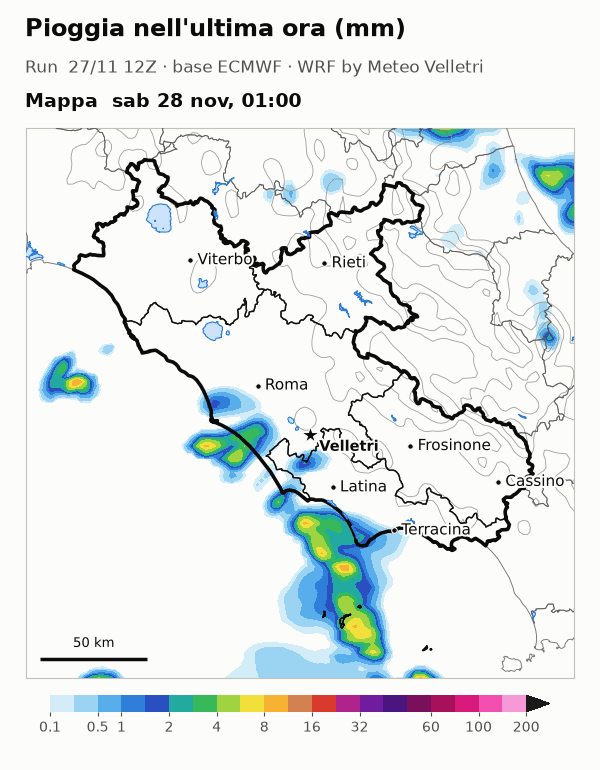 Pioggia nell'ultima ora (mm)
Run  27/11 12Z · base ECMWF · WRF by Meteo Velletri
Mappa  sab 28 nov, 01:00
Viterbo
Rieti
Roma
Velletri
Frosinone
Latina
Cassino
Terracina
50 km
0.1 0.5 1 2 4 8 16 32 60 100 200